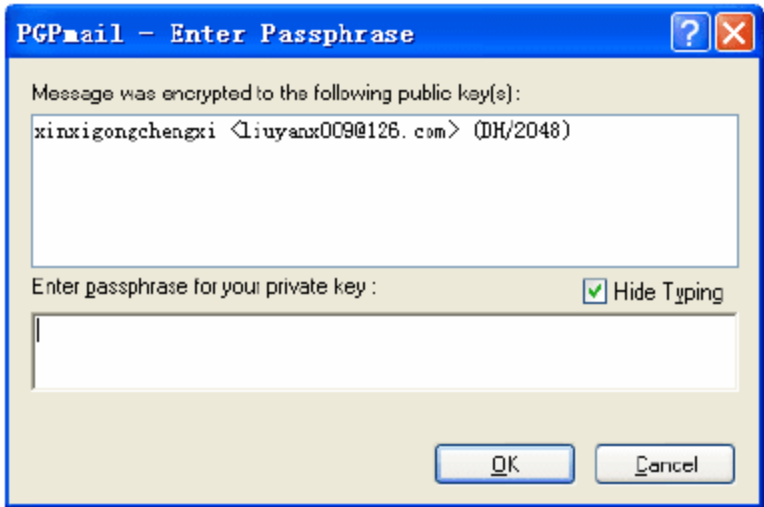 PGPmail - Enter Passphrase
Message was encrypted to the following public key(s):
xinxigongchengxi <liuyanx009@126.com> (DH/2048)
Enter passphrase for your private key :
Hide Typing
OK
Cancel